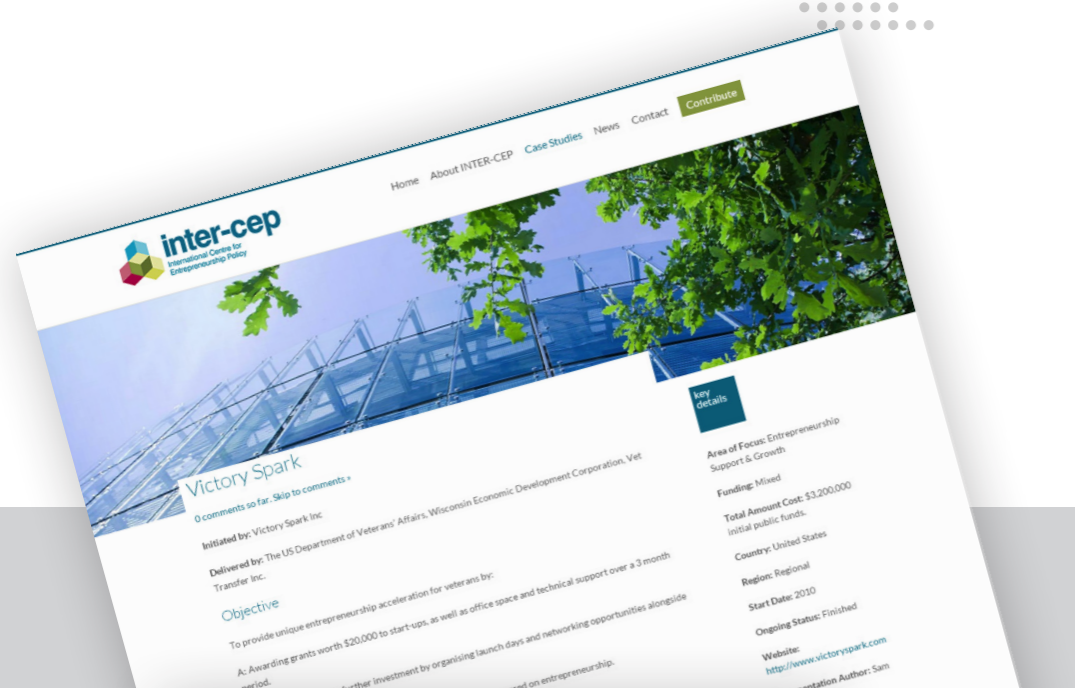 Home About INTER-CEP Case Studies News Contact Contribute
inter-cep
International Centre for
Entrepreneurship Policy
Victory Spark
0 comments so far. Skip to comments »
Initiated by: Victory Spark Inc
Delivered by: The US Department of Veterans' Affairs, Wisconsin Economic Development Corporation, Vet
Transfer Inc.
Objective
To provide unique entrepreneurship acceleration for veterans by:
A: Awarding grants worth $20,000 to start-ups, as well as office space and technical support over a 3 month
period.
further investment by organising launch days and networking opportunities alongside
on entrepreneurship.
key
details
Area of Focus: Entrepreneurship
Support & Growth
Funding: Mixed
Total Amount Cost: $3,200,000
initial public funds.
Country: United States
Region: Regional
Start Date: 2010
Ongoing Status: Finished
Website:
http://www.victoryspark.com
Author: Sam